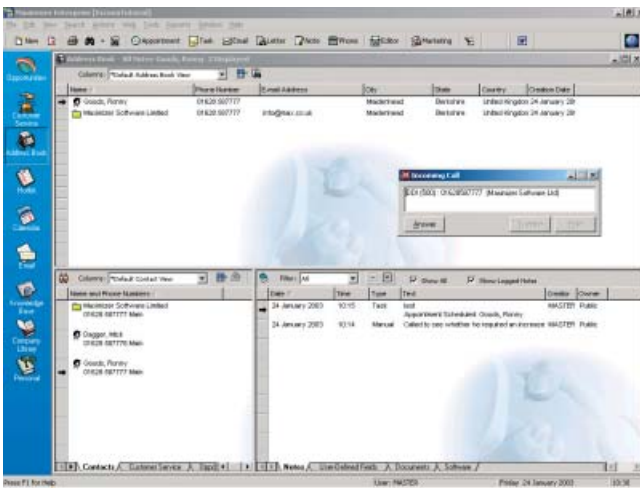 Maximizer Enterprise
File Edit View Search Actions Tools Reports Window Help
New Appointment Task Email Letter Note Phone Editor Marketing
Address Book
Columns: *Default Address Book View
Name Phone Number E-mail Address City State Country Creation Date
Goods, Ronny 01628 587777 Maidenhead Berkshire United Kingdom 24 January 20
Maximizer Software Limited 01628 587777 info@max.co.uk Maidenhead Berkshire United Kingdom 24 January 20
Opportunities
Customer Service
Address Book
Hotlist
Calendar
Email
Knowledge Base
Company Library
Personal
Incoming Call
01628587777 (Maximizer Software Ltd)
Answer
Columns: *Default Contact View
Filter: All
Show All
Show Logged Notes
Name and Phone Numbers
Maximizer Software Limited
01628 587777 Main
Dagger, Mick
01628 587776 Main
Goods, Ronny
01628 587777 Main
Date Time Type Text Creator Owner
24 January 2003 10:15 Task test MASTER Public
Appointment Scheduled: Goods, Ronny
24 January 2003 10:14 Manual Called to see whether he required an increase MASTER Public
Contacts Customer Service
Notes User-Defined Fields Documents Software
Press F1 for Help
User: MASTER
Friday 24 January 2003
10:38